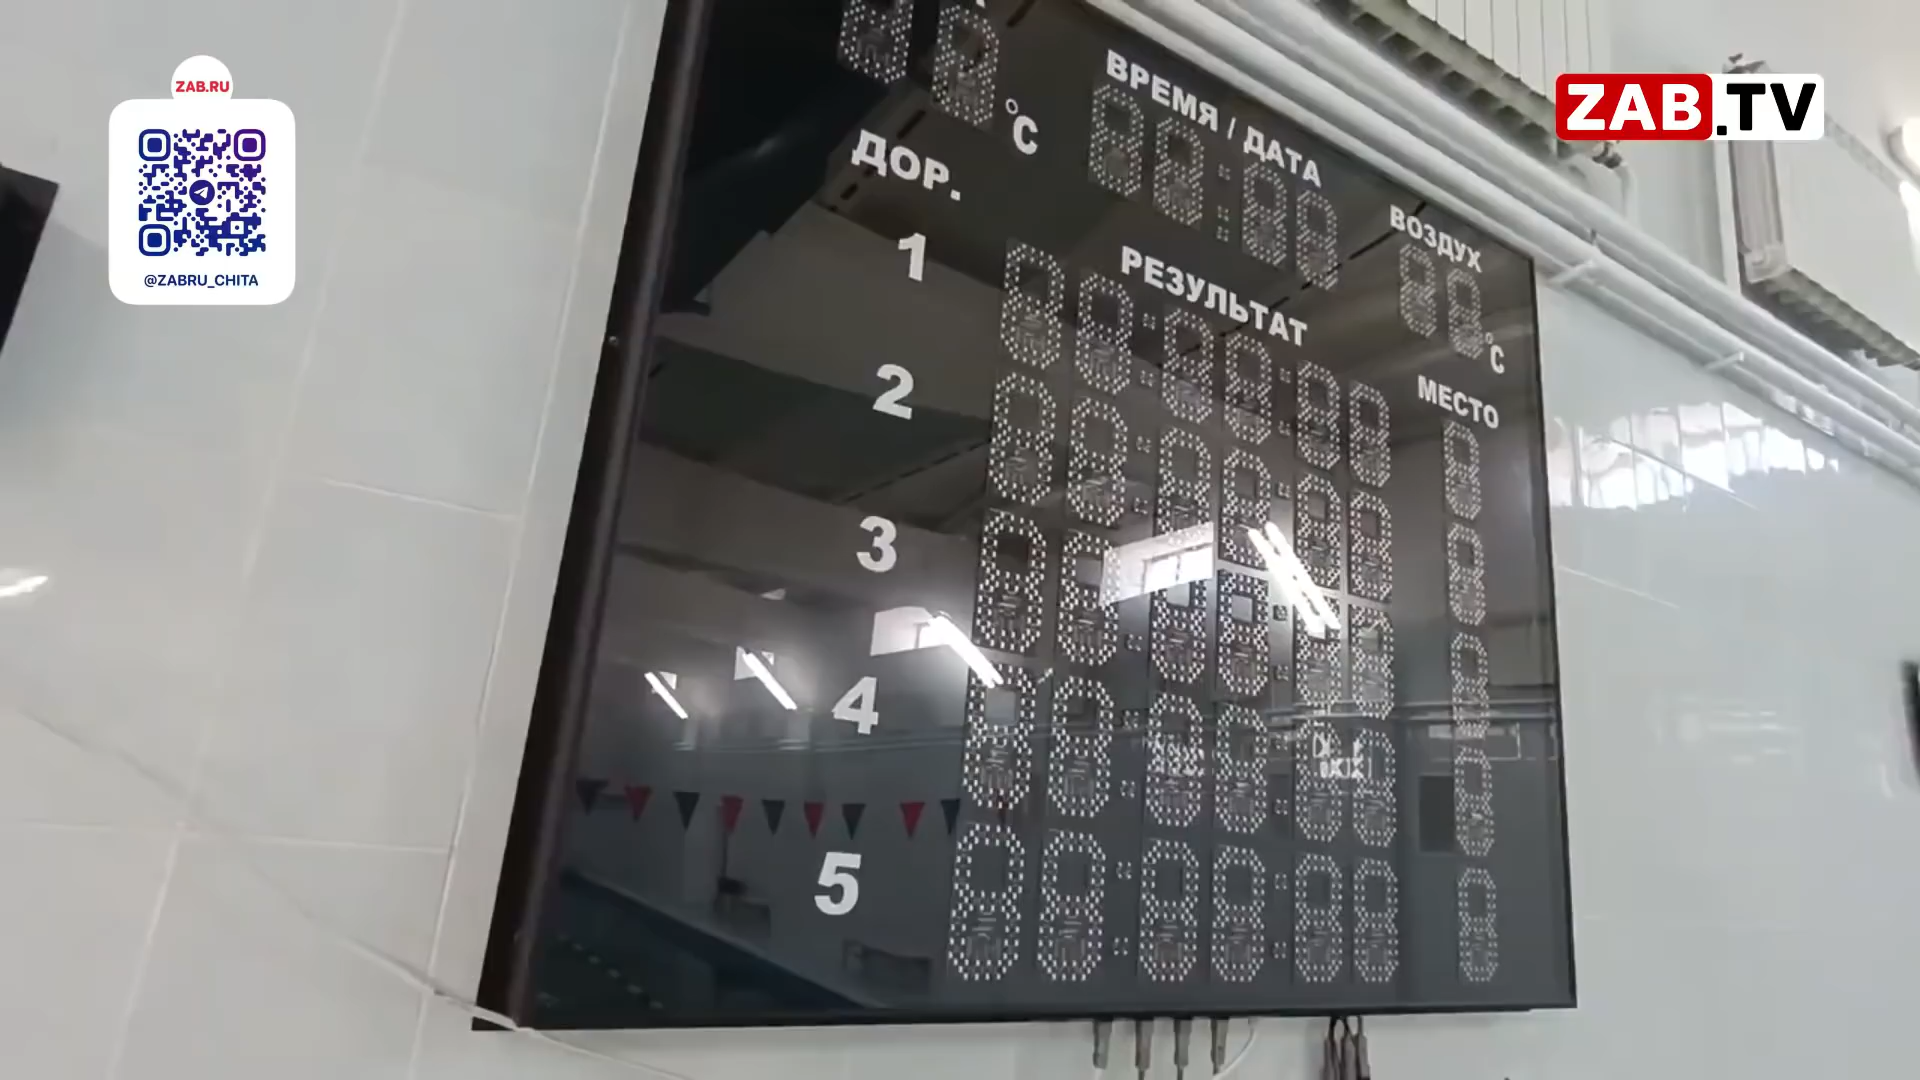 ZAB.RU
@ZABRU_CHITA
ZAB.TV
°C
ВРЕМЯ / ДАТА
ВОЗДУХ
°C
ДОР.
РЕЗУЛЬТАТ
МЕСТО
1
2
3
4
5